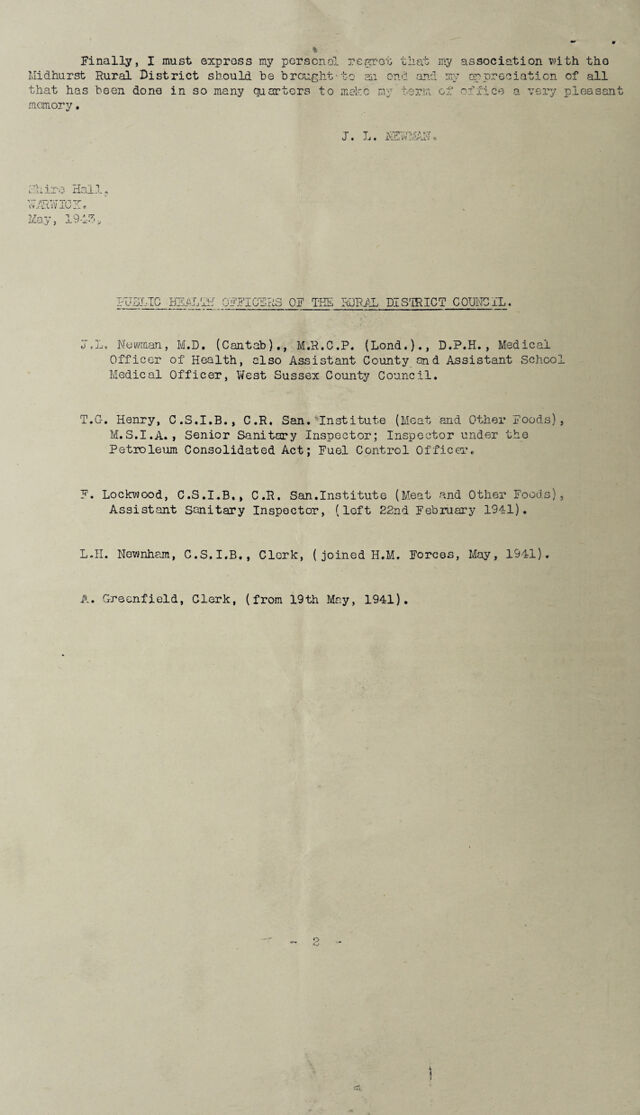 Finally, I must express my personal regret that my association with the
Midhurst Rural District should be brought to an end and my appreciation of all
that has been done in so many quarters to make my term of office a very pleasant
memory.
J. L. NEWMAN.
Shire Hall,
WARWICK.
May, 1943.
PUBLIC HEALTH OFFICERS OF THE RURAL DISTRICT COUNCIL.
J.L. Newman, M.D. (Cantab)., M.R.C.P. (Lond.)., D.P.H., Medical
Officer of Health, also Assistant County and Assistant School
Medical Officer, West Sussex County Council.
T.G. Henry, C.S.I.B., C.R. San. Institute (Meat and Other Foods),
M.S.I.A., Senior Sanitary Inspector; Inspector under the
Petroleum Consolidated Act; Fuel Control Officer.
F. Lockwood, C.S.I.B., C.R. San.Institute (Meat and Other Foods),
Assistant Sanitary Inspector, (left 22nd February 1941).
L.H. Newnham, C.S.I.B., Clerk, (joined H.M. Forces, May, 1941).
A. Greenfield, Clerk, (from 19th May, 1941).
- 2 -